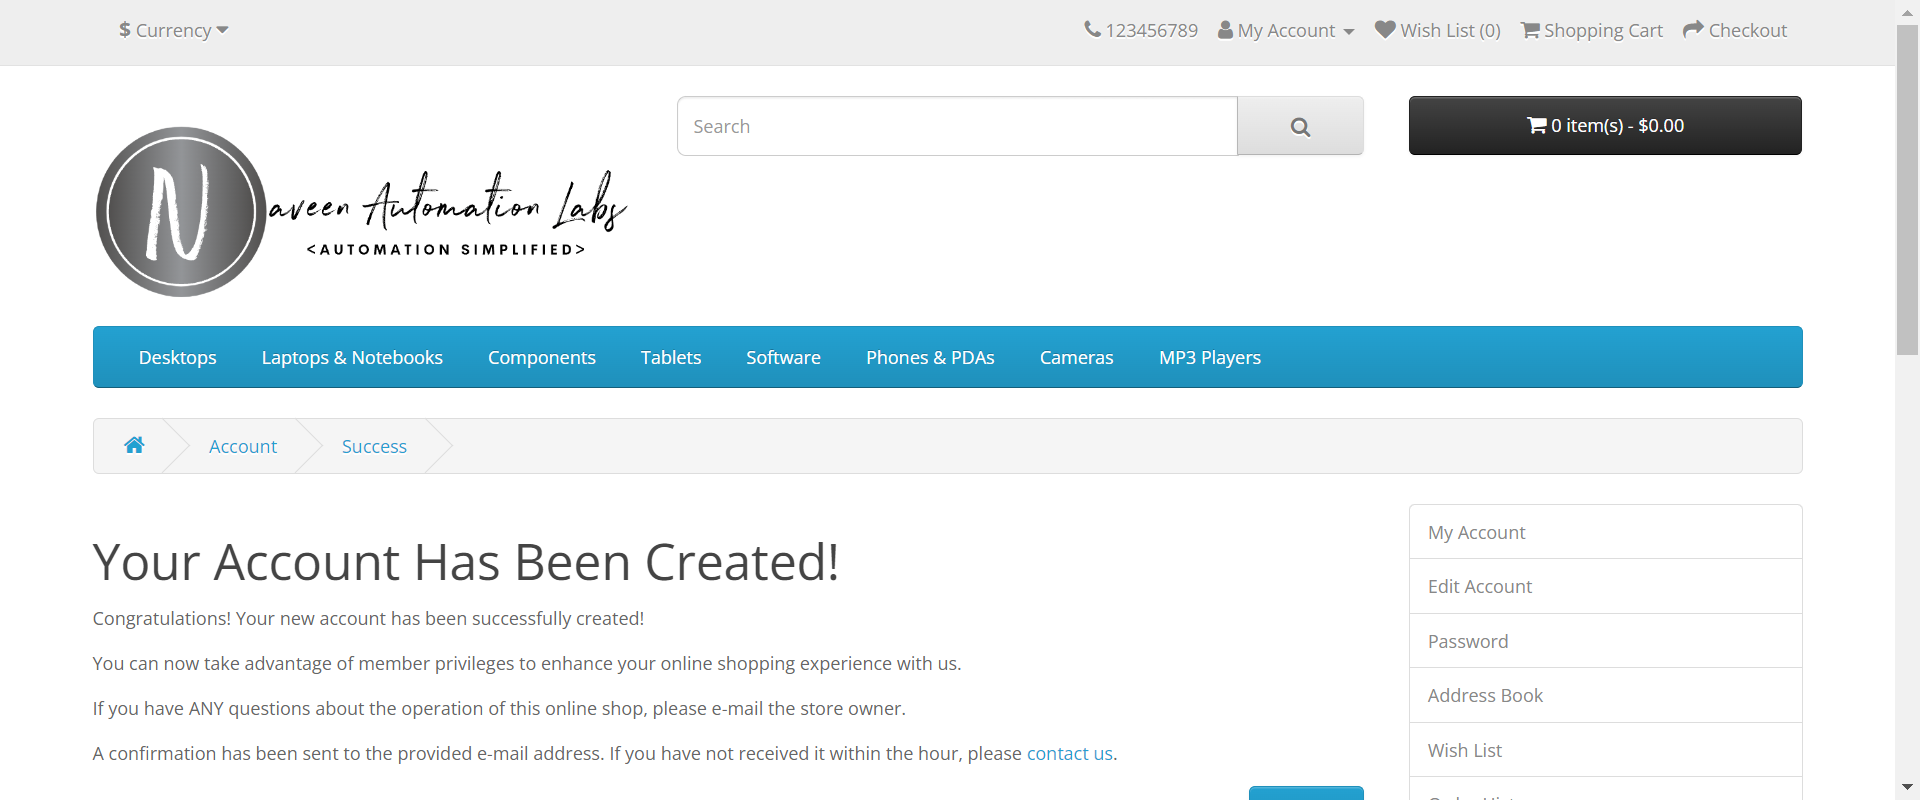 $ Currency
123456789 My Account Wish List (0) Shopping Cart Checkout
Search
0 item(s) - $0.00
Naveen Automation Labs
<AUTOMATION SIMPLIFIED>
Desktops Laptops & Notebooks Components Tablets Software Phones & PDAs Cameras MP3 Players
Account Success
Your Account Has Been Created!
Congratulations! Your new account has been successfully created!
You can now take advantage of member privileges to enhance your online shopping experience with us.
If you have ANY questions about the operation of this online shop, please e-mail the store owner.
A confirmation has been sent to the provided e-mail address. If you have not received it within the hour, please contact us.
My Account
Edit Account
Password
Address Book
Wish List